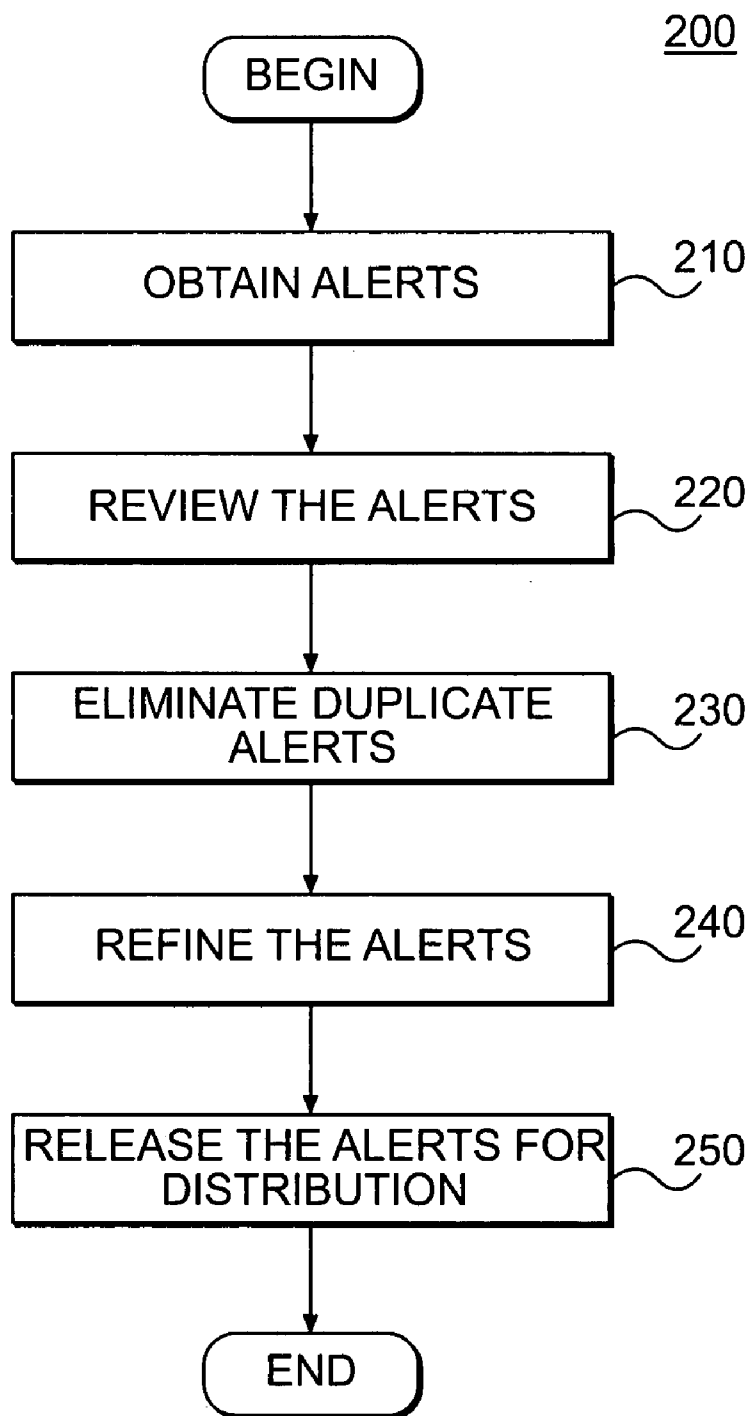 200
BEGIN
OBTAIN ALERTS
210
REVIEW THE ALERTS
220
ELIMINATE DUPLICATE
ALERTS
230
REFINE THE ALERTS
240
RELEASE THE ALERTS FOR
DISTRIBUTION
250
END